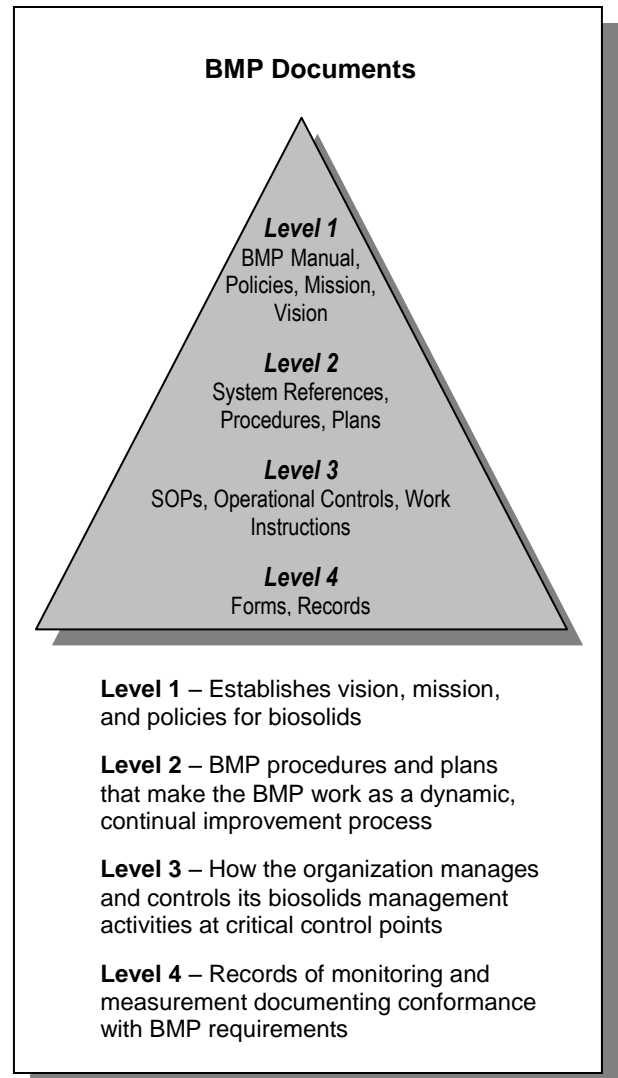 BMP Documents
Level 1
BMP Manual,
Policies, Mission,
Vision
Level 2
System References,
Procedures, Plans
Level 3
SOPs, Operational Controls, Work
Instructions
Level 4
Forms, Records
Level 1 – Establishes vision, mission,
and policies for biosolids
Level 2 – BMP procedures and plans
that make the BMP work as a dynamic,
continual improvement process
Level 3 – How the organization manages
and controls its biosolids management
activities at critical control points
Level 4 – Records of monitoring and
measurement documenting conformance
with BMP requirements